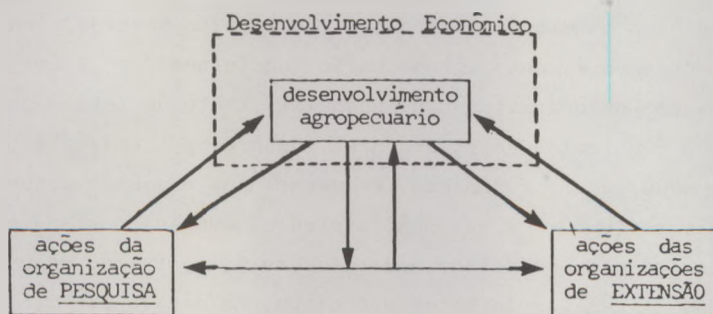 Desenvolvimento Econômico
desenvolvimento
agropecuário
ações da
organização
de PESQUISA
ações das
organizações
de EXTENSÃO